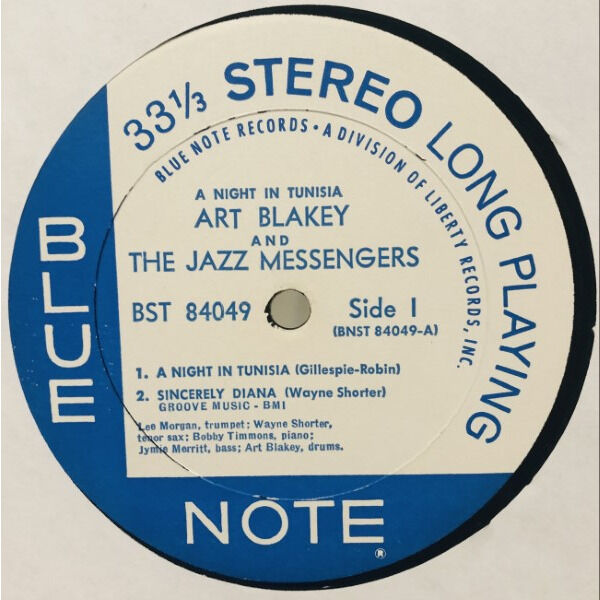 33⅓ STEREO LONG PLAYING
BLUE NOTE RECORDS • A DIVISION OF LIBERTY RECORDS, INC.
A NIGHT IN TUNISIA
ART BLAKEY
AND
THE JAZZ MESSENGERS
BST 84049 Side 1
(BNST 84049-A)
1. A NIGHT IN TUNISIA (Gillespie-Robin)
2. SINCERELY DIANA (Wayne Shorter)
GROOVE MUSIC - BMI
Lee Morgan, trumpet; Wayne Shorter,
tenor sax; Bobby Timmons, piano;
Jymie Merritt, bass; Art Blakey, drums.
BLUE
NOTE
®